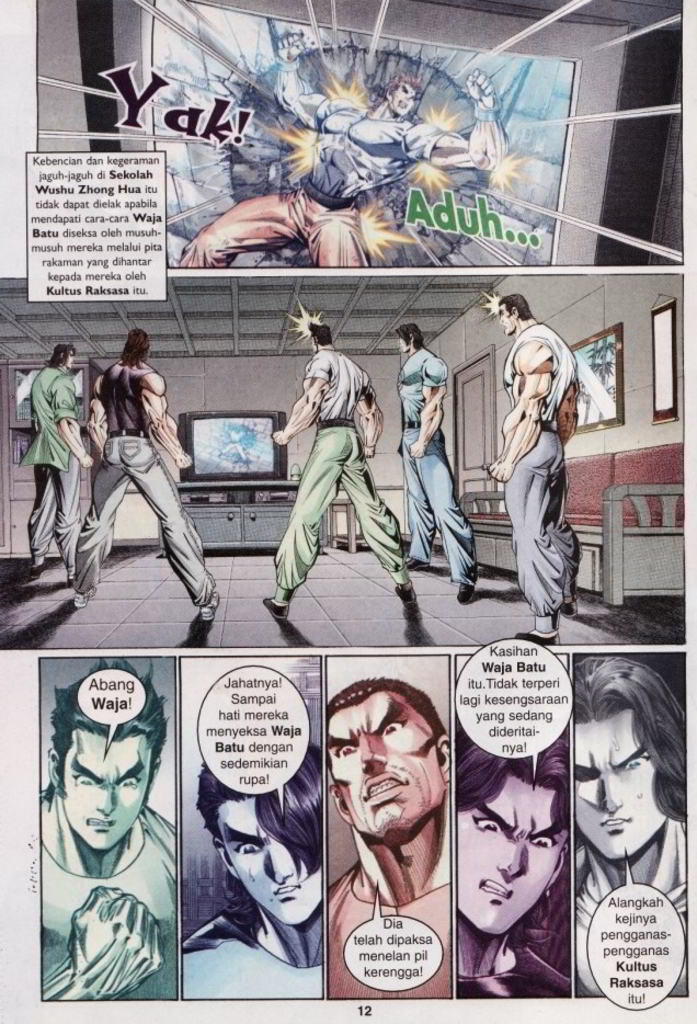 Yak!
Kebencian dan kegeraman
jaguh-jaguh di Sekolah
Wushu Zhong Hua itu
tidak dapat dielak apabila
mendapati cara-cara Waja
Batu diseksa oleh musuh-
musuh mereka melalui pita
rakaman yang dihantar
kepada mereka oleh
Kultus Raksasa itu.
Aduh...
Abang
Waja!
Jahatnya!
Sampai
hati mereka
menyeksa Waja
Batu dengan
sedemikian
rupa!
Dia
telah dipaksa
menelan pil
kerengga!
Kasihan
Waja Batu
itu.Tidak terperi
lagi kesengsaraan
yang sedang
dideritai-
nya!
Alangkah
kejinya
pengganas-
pengganas
Kultus
Raksasa
itu!
12